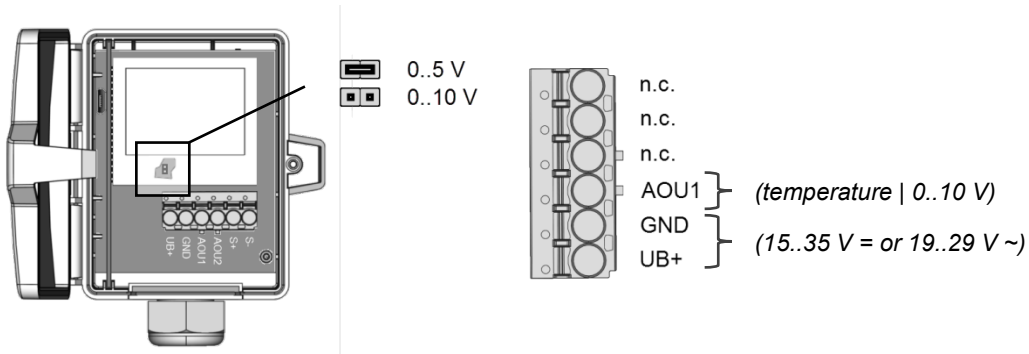 0..5 V
0..10 V
UB+
GND
AOU1
AOU2
S+
S-
n.c.
n.c.
n.c.
AOU1 (temperature | 0..10 V)
GND
UB+
(15..35 V = or 19..29 V ~)